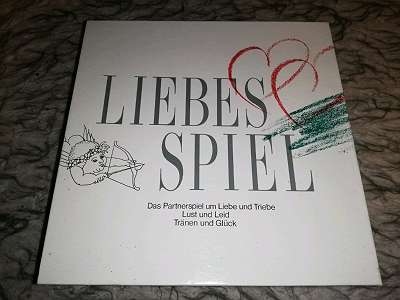 LIEBES
SPIEL
Das Partnerspiel um Liebe und Triebe
Lust und Leid
Tränen und Glück